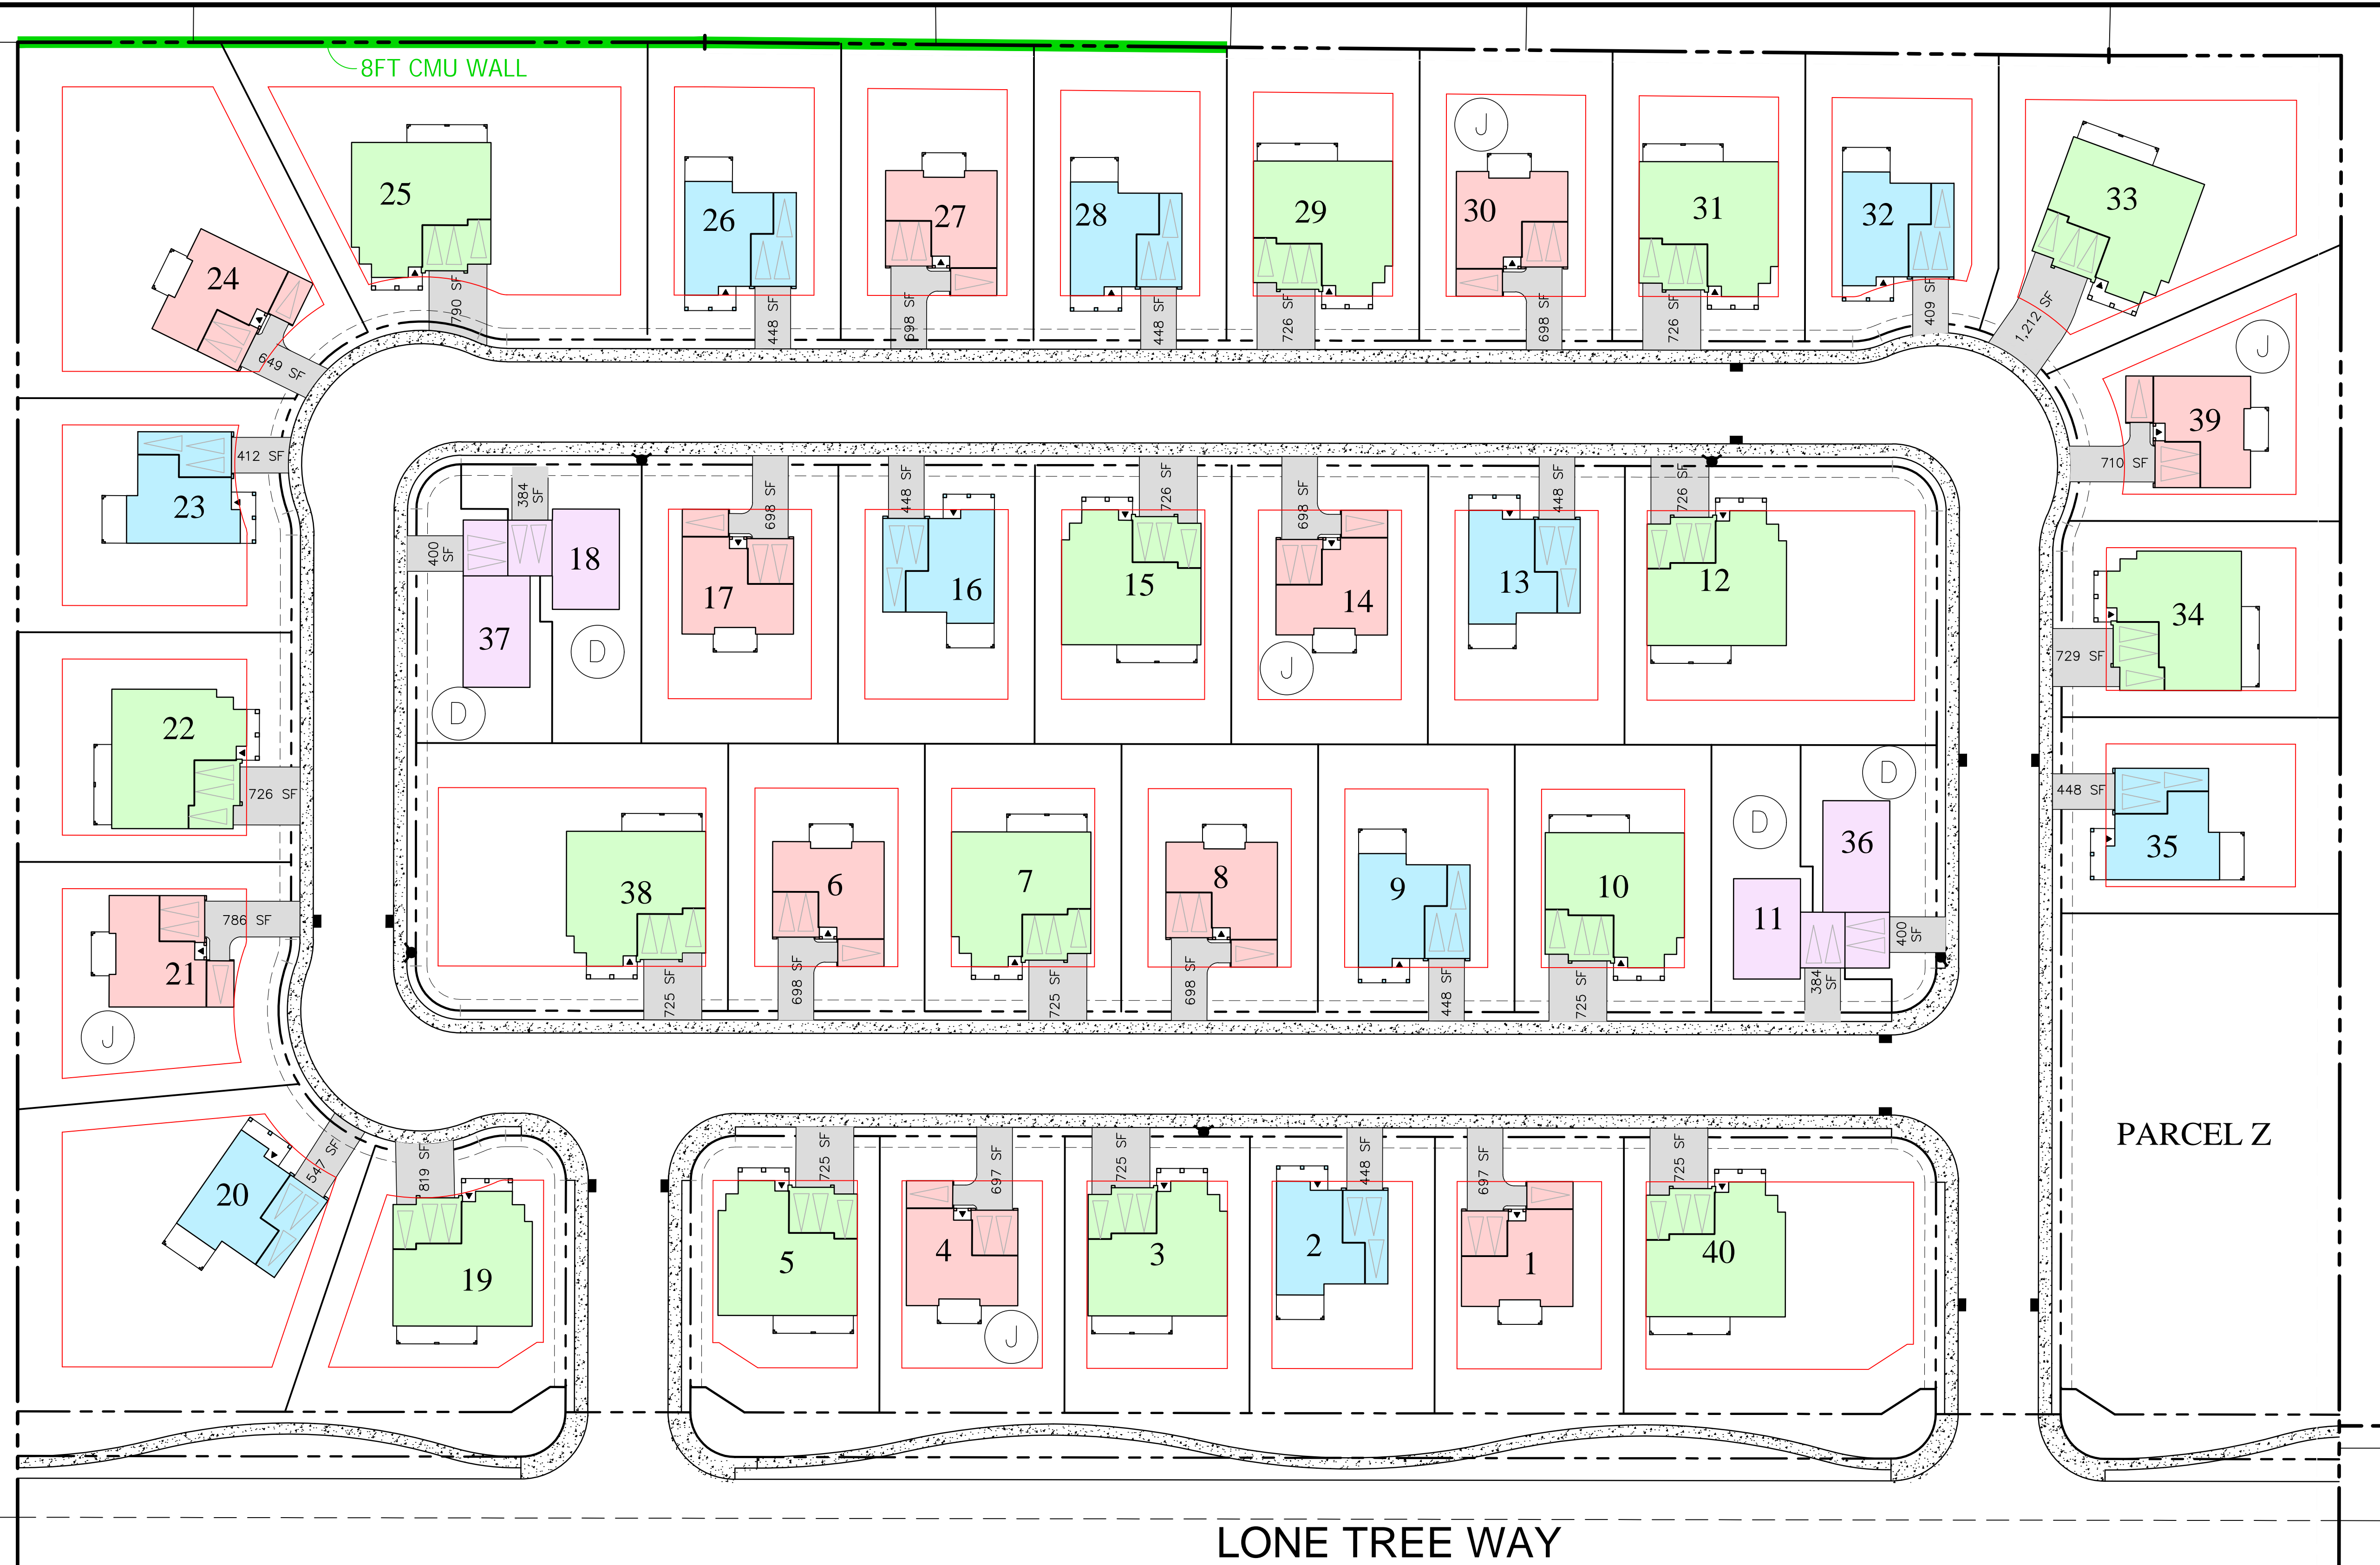 8FT CMU WALL
25
790 SF
26
448 SF
27
698 SF
28
448 SF
29
726 SF
J
30
698 SF
31
726 SF
32
409 SF
33
1,212 SF
24
649 SF
J
39
710 SF
412 SF
23
384
SF
400
SF
18
37
D
D
698 SF
17
448 SF
16
726 SF
15
698 SF
14
J
448 SF
13
726 SF
12
34
729 SF
22
726 SF
448 SF
35
786 SF
21
J
38
725 SF
6
698 SF
7
725 SF
8
698 SF
9
448 SF
10
725 SF
D
D
36
11
400
SF
384
SF
547 SF
20
819 SF
19
725 SF
5
697 SF
4
J
725 SF
3
448 SF
2
697 SF
1
725 SF
40
PARCEL Z
LONE TREE WAY